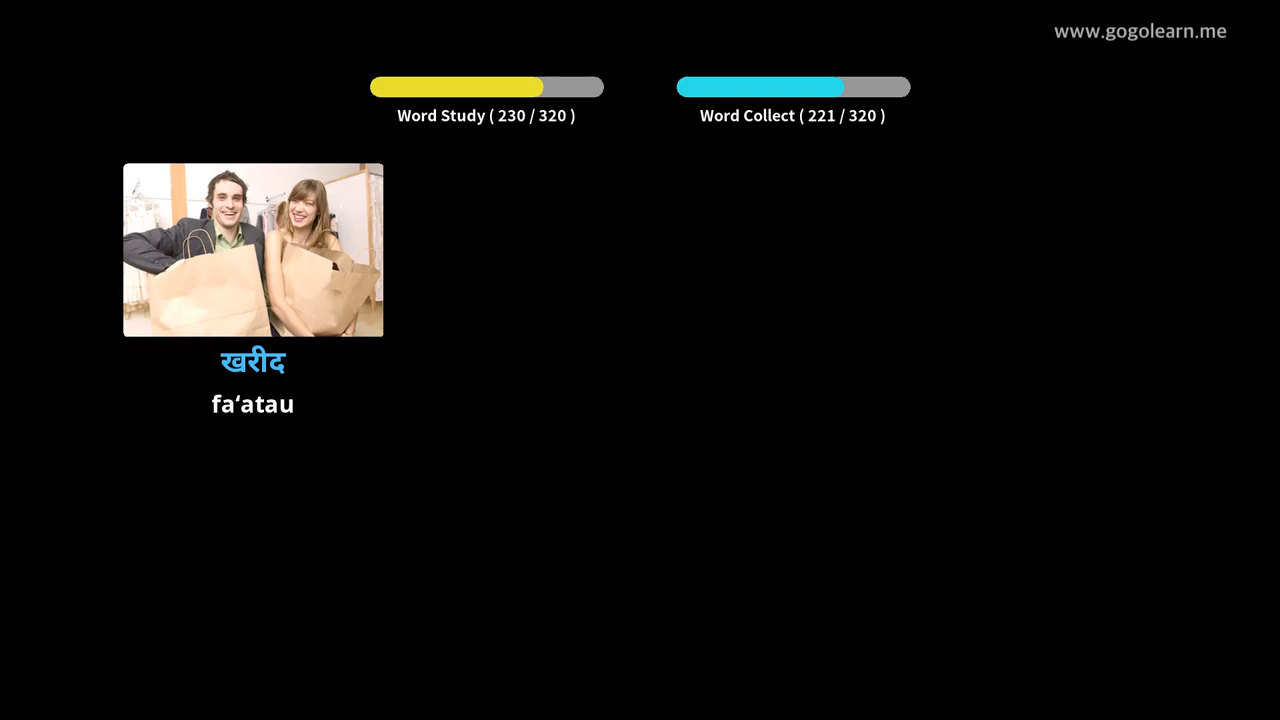 www.gogolearn.me
Word Study ( 230 / 320 )
Word Collect ( 221 / 320 )
खरीद
fa‘atau